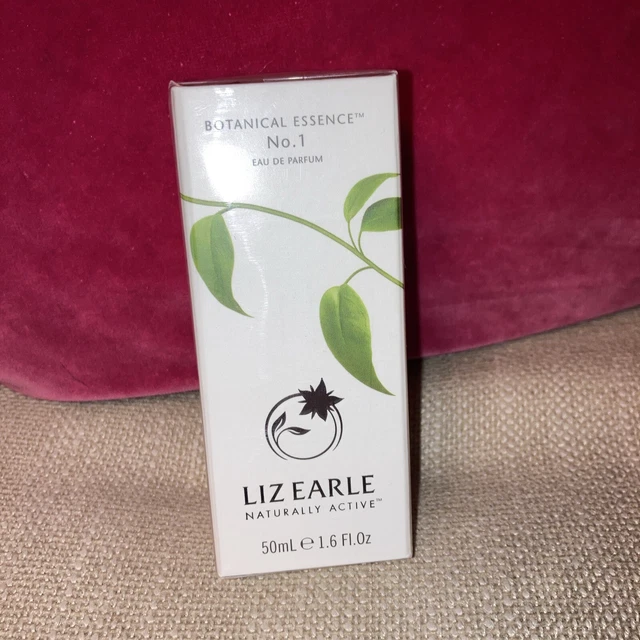 BOTANICAL ESSENCE™
No.1
EAU DE PARFUM
LIZ EARLE
NATURALLY ACTIVE™
50mL ℮ 1.6 Fl.Oz